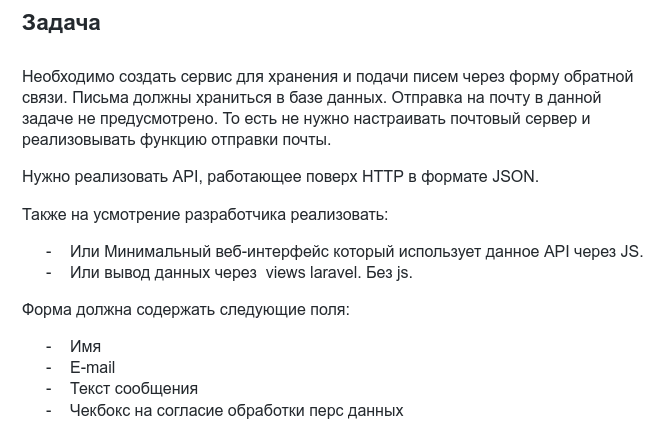 Задача
Необходимо создать сервис для хранения и подачи писем через форму обратной
связи. Письма должны храниться в базе данных. Отправка на почту в данной
задаче не предусмотрено. То есть не нужно настраивать почтовый сервер и
реализовывать функцию отправки почты.
Нужно реализовать API, работающее поверх HTTP в формате JSON.
Также на усмотрение разработчика реализовать:
- Или Минимальный веб-интерфейс который использует данное API через JS.
- Или вывод данных через  views laravel. Без js.
Форма должна содержать следующие поля:
- Имя
- E-mail
- Текст сообщения
- Чекбокс на согласие обработки перс данных